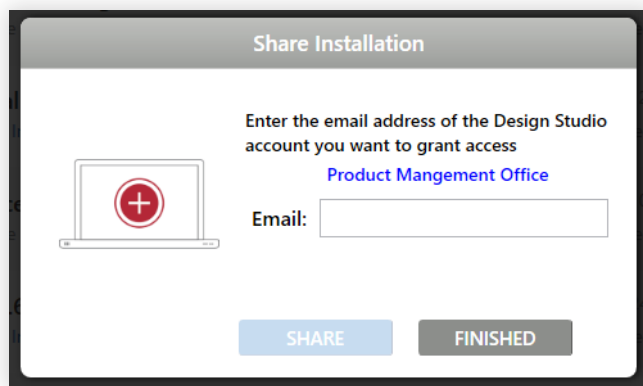 Share Installation
Enter the email address of the Design Studio
account you want to grant access
Product Mangement Office
Email:
SHARE
FINISHED